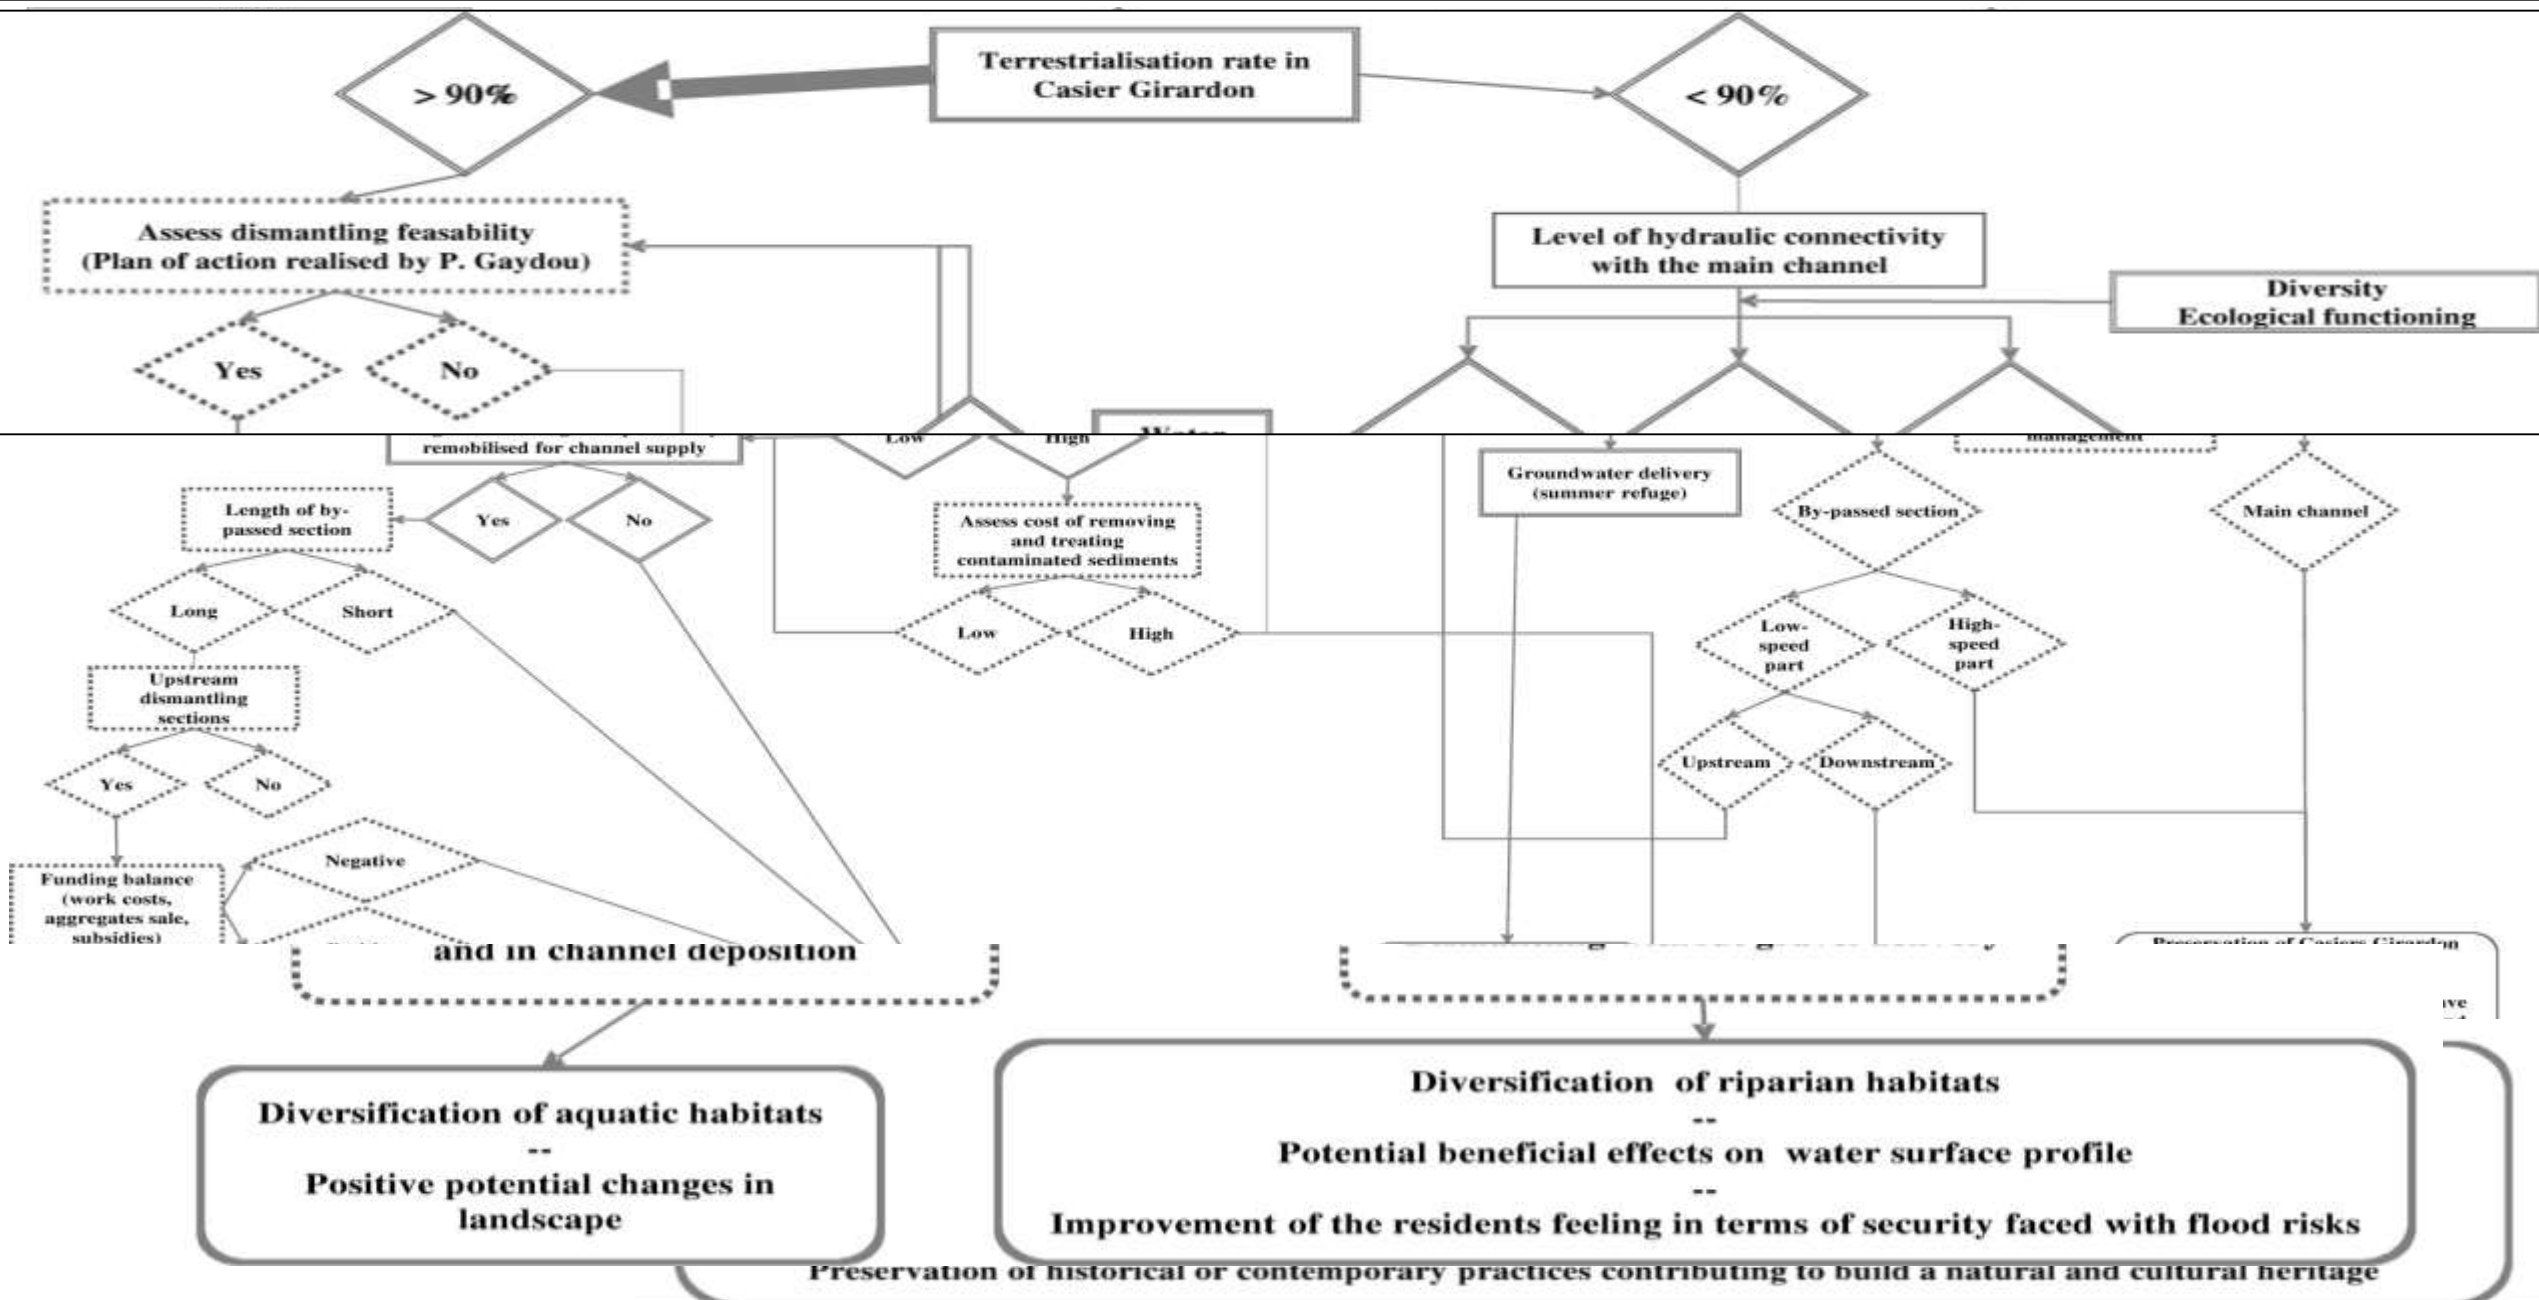 Terrestrialisation rate in
Casier Girardon
> 90%
< 90%
Assess dismantling feasability
(Plan of action realised by P. Gaydou)
Level of hydraulic connectivity
with the main channel
Diversity
Ecological functioning
Yes
No
Water
remobilised for channel supply
Low
High
management
Groundwater delivery
(summer refuge)
Length of by-
passed section
Yes
No
Assess cost of removing
and treating
contaminated sediments
By-passed section
Main channel
Long
Short
Low
High
Low-
speed
part
High-
speed
part
Upstream
dismantling
sections
Yes
No
Upstream
Downstream
Negative
Funding balance
(work costs,
aggregates sale,
subsidies)
and in channel deposition
Preservation of Casiers Girardon
Diversification of aquatic habitats
--
Positive potential changes in
landscape
Diversification of riparian habitats
--
Potential beneficial effects on water surface profile
--
Improvement of the residents feeling in terms of security faced with flood risks
Preservation of historical or contemporary practices contributing to build a natural and cultural heritage